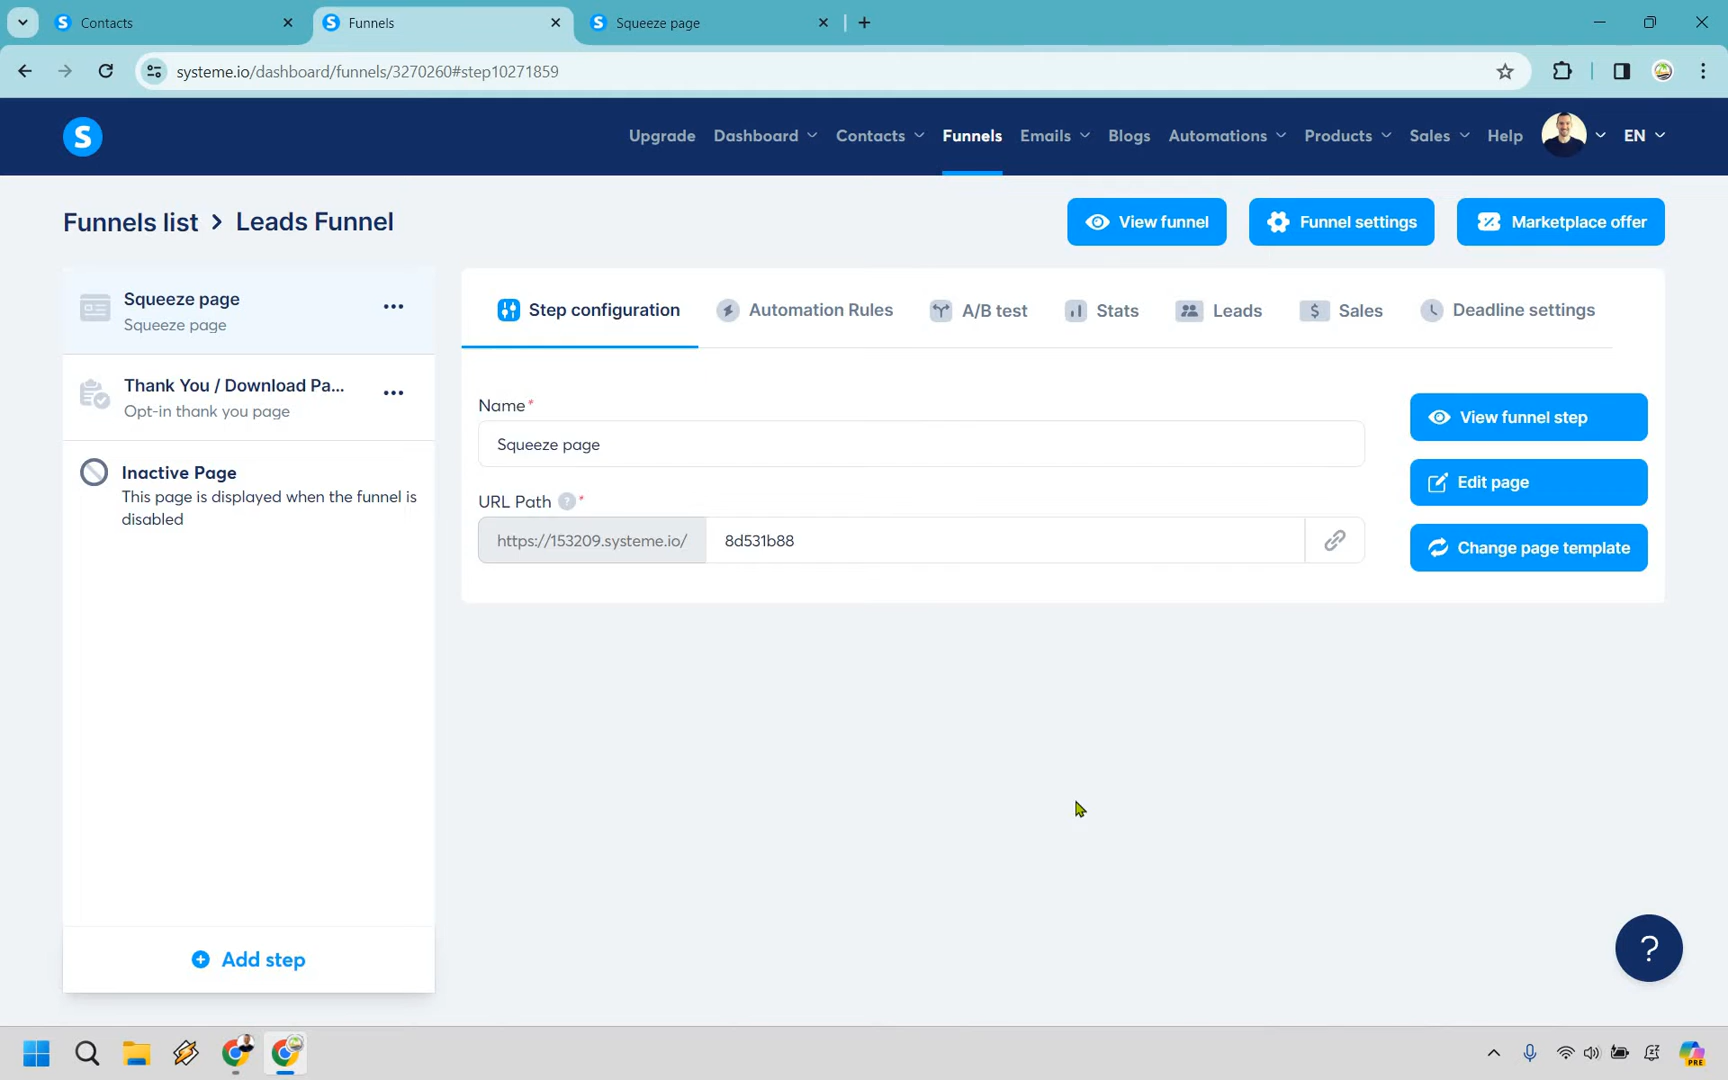 Contacts
Funnels
Squeeze page
systeme.io/dashboard/funnels/3270260#step10271859
S
Upgrade
Dashboard
Contacts
Funnels
Emails
Blogs
Automations
Products
Sales
Help
EN
Funnels list > Leads Funnel
View funnel
Funnel settings
Marketplace offer
Squeeze page
Squeeze page
Thank You / Download Pa...
Opt-in thank you page
Inactive Page
This page is displayed when the funnel is
disabled
Add step
Step configuration
Automation Rules
A/B test
Stats
Leads
Sales
Deadline settings
Name*
Squeeze page
URL Path ? *
https://153209.systeme.io/
8d531b88
View funnel step
Edit page
Change page template
?
PRE